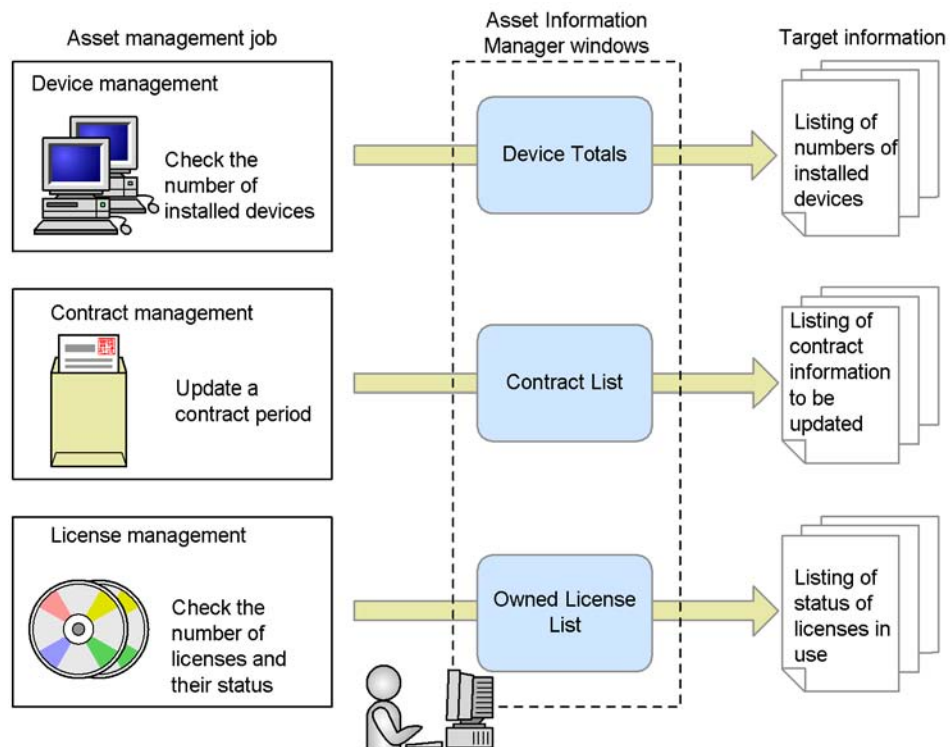 Asset management job
Asset Information
Manager windows
Target information
Device management
Check the
number of
installed devices
Device Totals
Listing of
numbers of
installed
devices
Contract management
Update a
contract period
Contract List
Listing of
contract
information
to be
updated
License management
Check the
number of
licenses and
their status
Owned License
List
Listing of
status of
licenses in
use